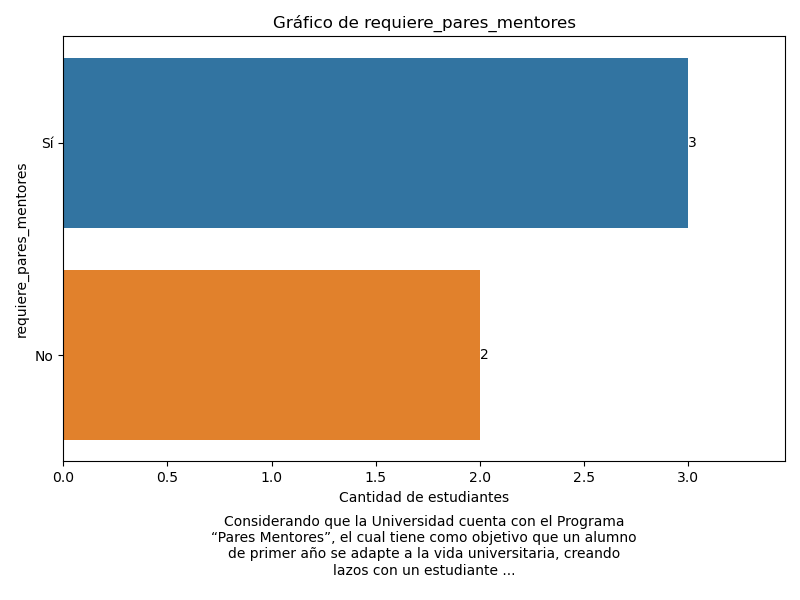 Gráfico de requiere_pares_mentores
requiere_pares_mentores
Sí
3
No
2
0.0 0.5 1.0 1.5 2.0 2.5 3.0
Cantidad de estudiantes
Considerando que la Universidad cuenta con el Programa
“Pares Mentores”, el cual tiene como objetivo que un alumno
de primer año se adapte a la vida universitaria, creando
lazos con un estudiante ...